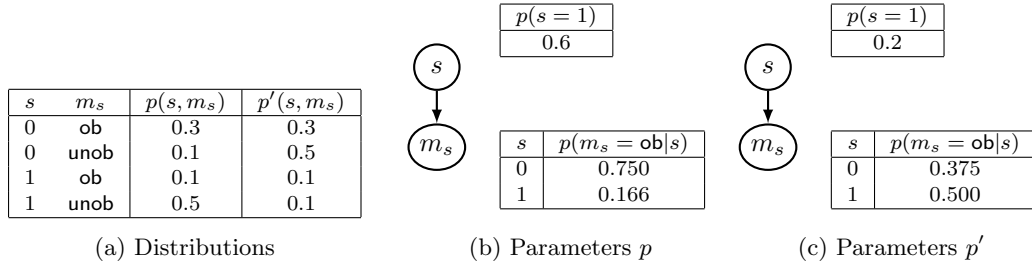 s m_s p(s, m_s) p′(s, m_s)
0 ob 0.3 0.3
0 unob 0.1 0.5
1 ob 0.1 0.1
1 unob 0.5 0.1
(a) Distributions
p(s = 1)
0.6
s
m_s
s p(m_s = ob|s)
0 0.750
1 0.166
(b) Parameters p
p(s = 1)
0.2
s
m_s
s p(m_s = ob|s)
0 0.375
1 0.500
(c) Parameters p′